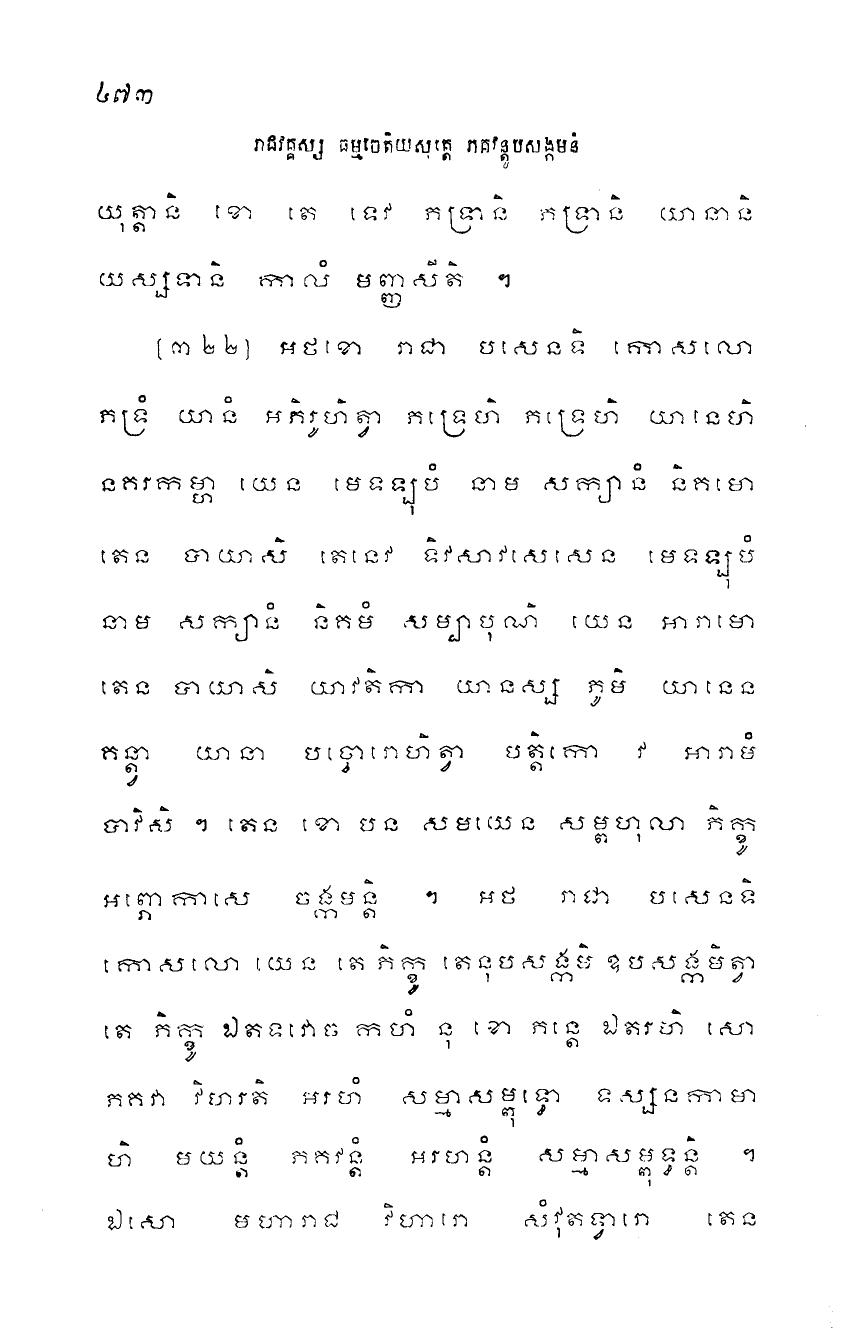 ៤៧៣
រាជវគ្គស្ស ធម្មចេតិយសុត្តេ ភគវន្តូបសង្កមនំ
យុត្តានិ ខោ តេ ទេវ ភទ្រានិ ភទ្រានិ យានានិ
យស្សទានិ កាលំ មញ្ញសីតិ ។
(៣២២) អថខោ រាជា បសេនទិ កោសលោ
ភទ្រំ យានំ អភិរូហិត្វា ភទ្រេហិ ភទ្រេហិ យានេហិ
នគរកម្ហា យេន មេទឡ្បុបំ នាម សក្យានំ និគមោ
តេន បាយាសិ តេនេវ ទិវសាវសេសេន មេទឡ្បុបំ
នាម សក្យានំ និគមំ សម្បាបុណិ យេន អារាមោ
តេន បាយាសិ យាវតិកា យានស្ស ភូមិ យានេន
គន្ត្វា យានា បច្ចោរោហិត្វា បត្តិកោ វ អារាមំ
បាវិសិ ។ តេន ខោ បន សមយេន សម្ពហុលា ភិក្ខូ
អព្ភោកាសេ ចង្កមន្តិ ។ អថ រាជា បសេនទិ
កោសលោ យេន តេ ភិក្ខូ តេនុបសង្កមិ ឧបសង្កមិត្វា
តេ ភិក្ខូ ឯតទវោច កហំ នុ ខោ ភន្តេ ឯតរហិ សោ
ភគវា វិហរតិ អរហំ សម្មាសម្ពុទ្ធោ ទស្សនកាមា
ហិ មយន្តំ ភគវន្តំ អរហន្តំ សម្មាសម្ពុទ្ធន្តិ ។
ឯសោ មហារាជ វិហារោ សំវុតទ្វារោ តេន